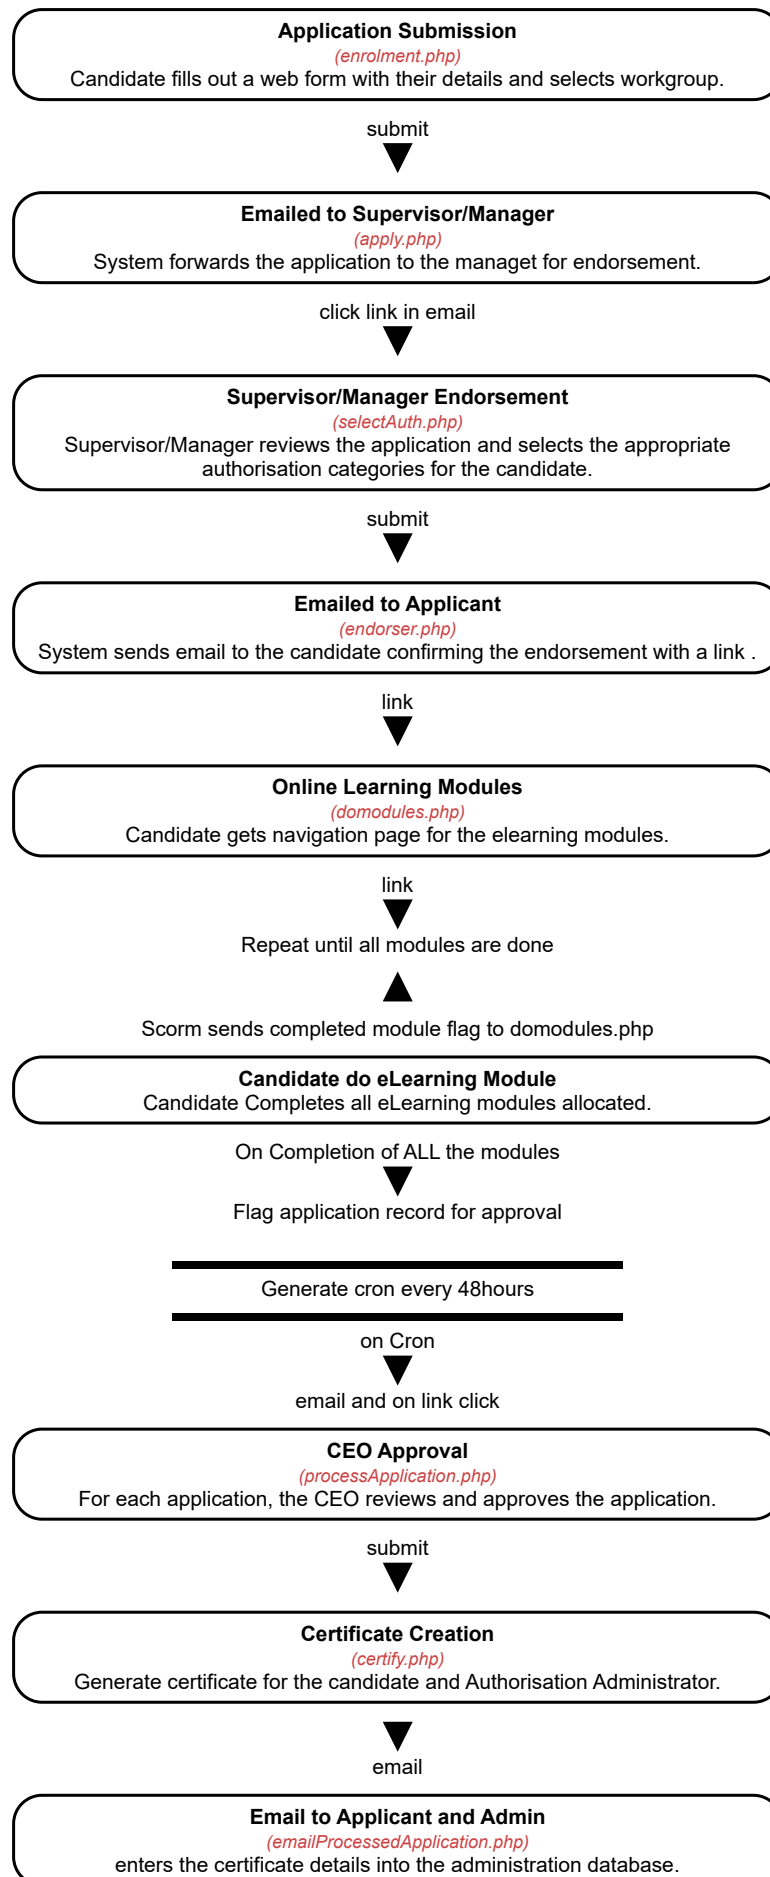 Application Submission
(enrolment.php)
Candidate fills out a web form with their details and selects workgroup.
submit
Emailed to Supervisor/Manager
(apply.php)
System forwards the application to the managet for endorsement.
click link in email
Supervisor/Manager Endorsement
(selectAuth.php)
Supervisor/Manager reviews the application and selects the appropriate
authorisation categories for the candidate.
submit
Emailed to Applicant
(endorser.php)
System sends email to the candidate confirming the endorsement with a link .
link
Online Learning Modules
(domodules.php)
Candidate gets navigation page for the elearning modules.
link
Repeat until all modules are done
Scorm sends completed module flag to domodules.php
Candidate do eLearning Module
Candidate Completes all eLearning modules allocated.
On Completion of ALL the modules
Flag application record for approval
Generate cron every 48hours
on Cron
email and on link click
CEO Approval
(processApplication.php)
For each application, the CEO reviews and approves the application.
submit
Certificate Creation
(certify.php)
Generate certificate for the candidate and Authorisation Administrator.
email
Email to Applicant and Admin
(emailProcessedApplication.php)
enters the certificate details into the administration database.